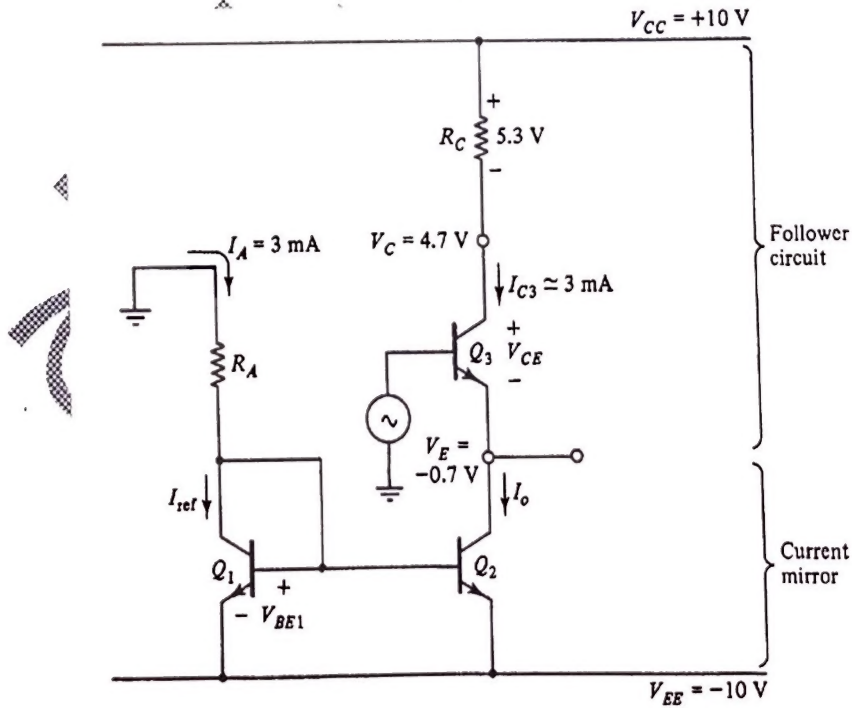 V_CC = +10 V
+
R_C 5.3 V
−
I_A = 3 mA
V_C = 4.7 V
Follower
circuit
I_C3 ≃ 3 mA
+
Q_3 V_CE
−
R_A
V_E =
−0.7 V
I_ref
I_o
Q_1
Q_2
Current
mirror
+
− V_BE1
V_EE = −10 V